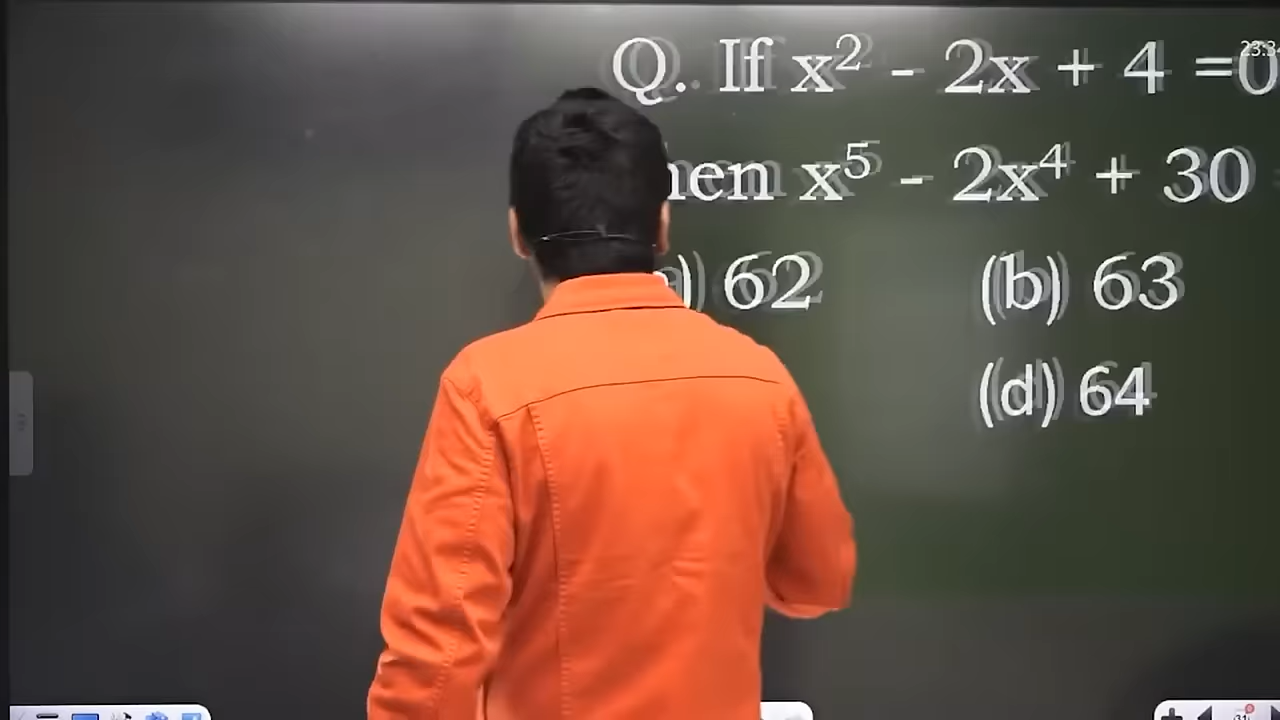 Q. If x² - 2x + 4 =0
hen x⁵ - 2x⁴ + 30
a) 62 (b) 63
(d) 64